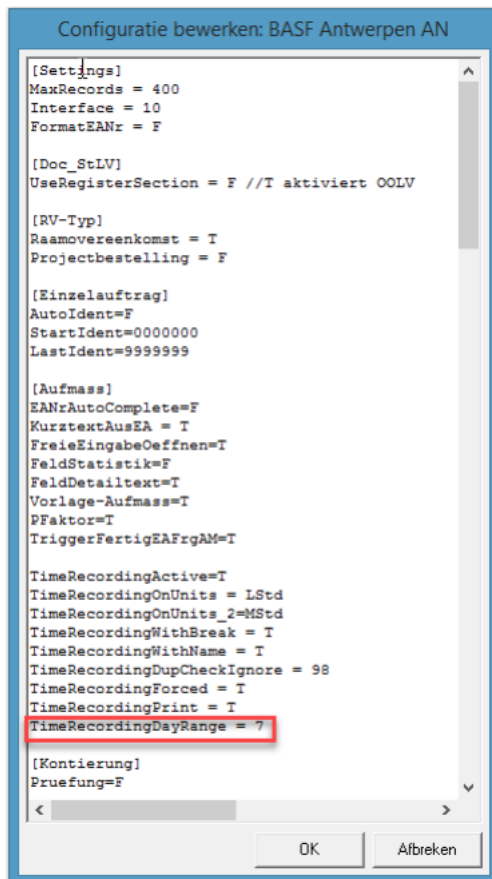 Configuratie bewerken: BASF Antwerpen AN
[Settings]
MaxRecords = 400
Interface = 10
FormatEANr = F
[Doc_StLV]
UseRegisterSection = F //T aktiviert OOLV
[RV-Typ]
Raamovereenkomst = T
Projectbestelling = F
[Einzelauftrag]
AutoIdent=F
StartIdent=0000000
LastIdent=9999999
[Aufmass]
EANrAutoComplete=F
KurztextAusEA = T
FreieEingabeOeffnen=T
FeldStatistik=F
FeldDetailtext=T
Vorlage-Aufmass=T
PFaktor=T
TriggerFertigEAFrgAM=T
TimeRecordingActive=T
TimeRecordingOnUnits = LStd
TimeRecordingOnUnits_2=MStd
TimeRecordingWithBreak = T
TimeRecordingWithName = T
TimeRecordingDupCheckIgnore = 98
TimeRecordingForced = T
TimeRecordingPrint = T
TimeRecordingDayRange = 7
[Kontierung]
Pruefung=F
OK
Afbreken